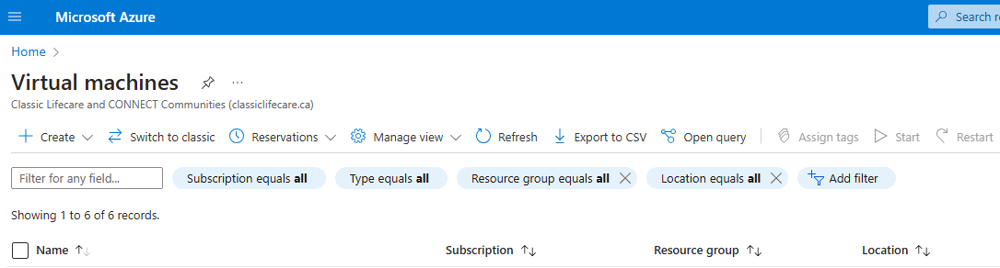 Microsoft Azure
Search re
Home
Virtual machines
Classic Lifecare and CONNECT Communities (classiclifecare.ca)
Create Switch to classic Reservations Manage view Refresh Export to CSV Open query Assign tags Start Restart
Filter for any field... Subscription equals all Type equals all Resource group equals all Location equals all Add filter
Showing 1 to 6 of 6 records.
Name Subscription Resource group Location